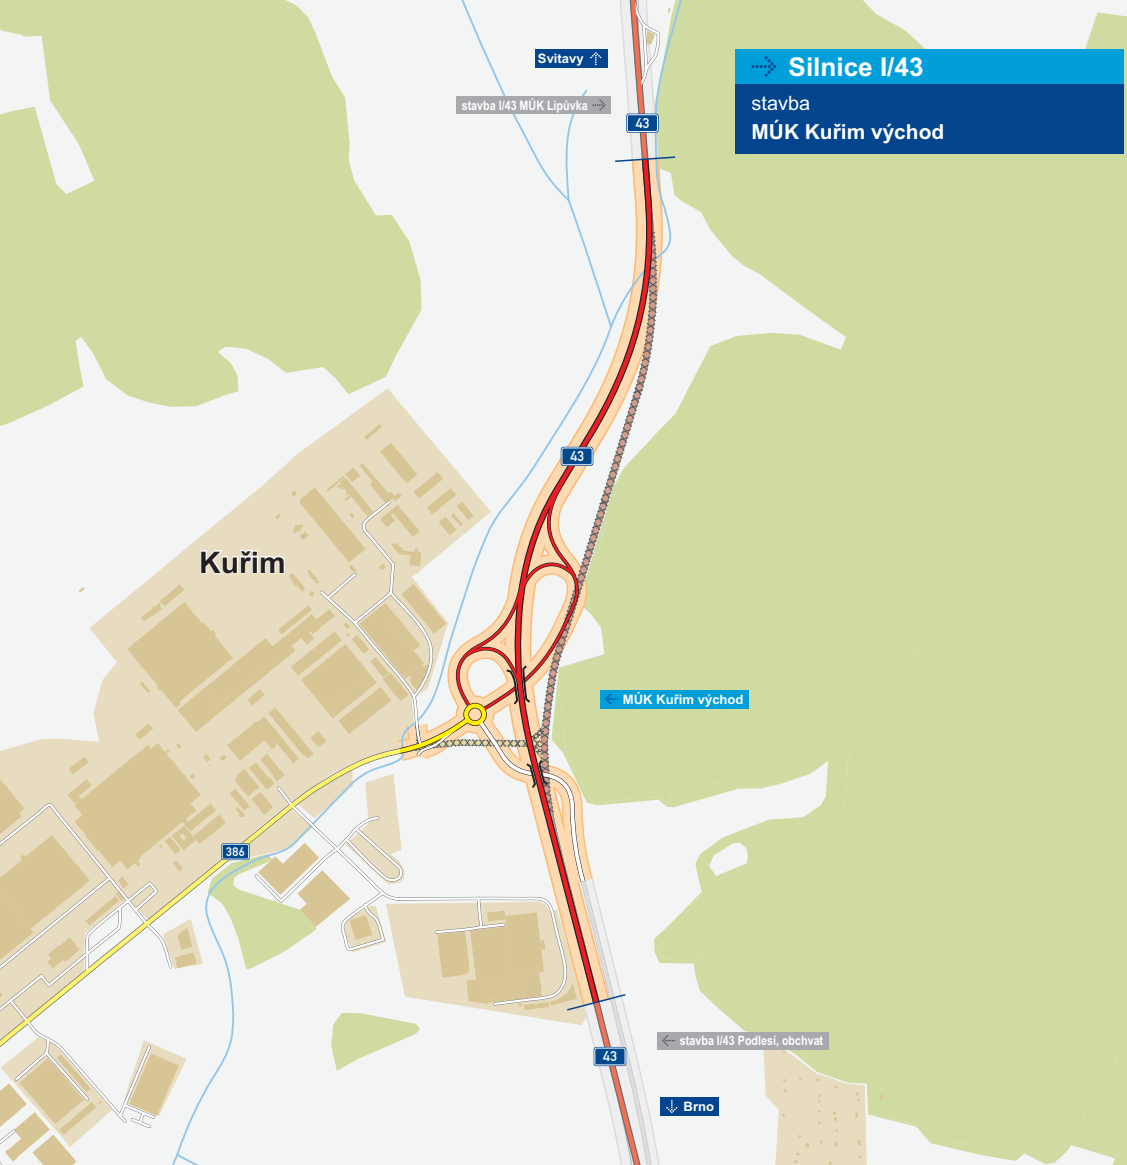 Svitavy
Silnice I/43
stavba
MÚK Kuřim východ
stavba I/43 MÚK Lipůvka
43
43
Kuřim
MÚK Kuřim východ
386
stavba I/43 Podlesí, obchvat
43
Brno